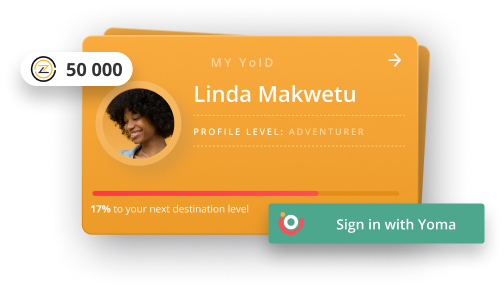 MY YoID
50 000
Linda Makwetu
PROFILE LEVEL: ADVENTURER
17% to your next destination level
Sign in with Yoma